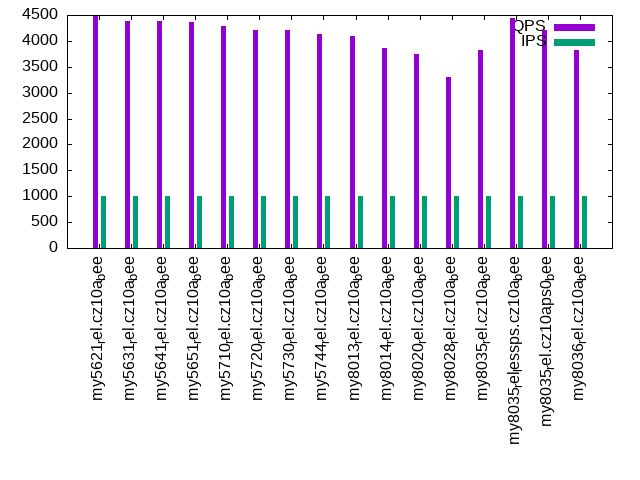 4500
4000
3500
3000
2500
2000
1500
1000
500
0
QPS
IPS
my5621rel.cz10abee
my5631rel.cz10abee
my5641rel.cz10abee
my5651rel.cz10abee
my5710rel.cz10abee
my5720rel.cz10abee
my5730rel.cz10abee
my5744rel.cz10abee
my8013rel.cz10abee
my8014rel.cz10abee
my8020rel.cz10abee
my8028rel.cz10abee
my8035rel.cz10abee
my8035rellessps.cz10abee
my8035rel.cz10aps0bee
my8036rel.cz10abee